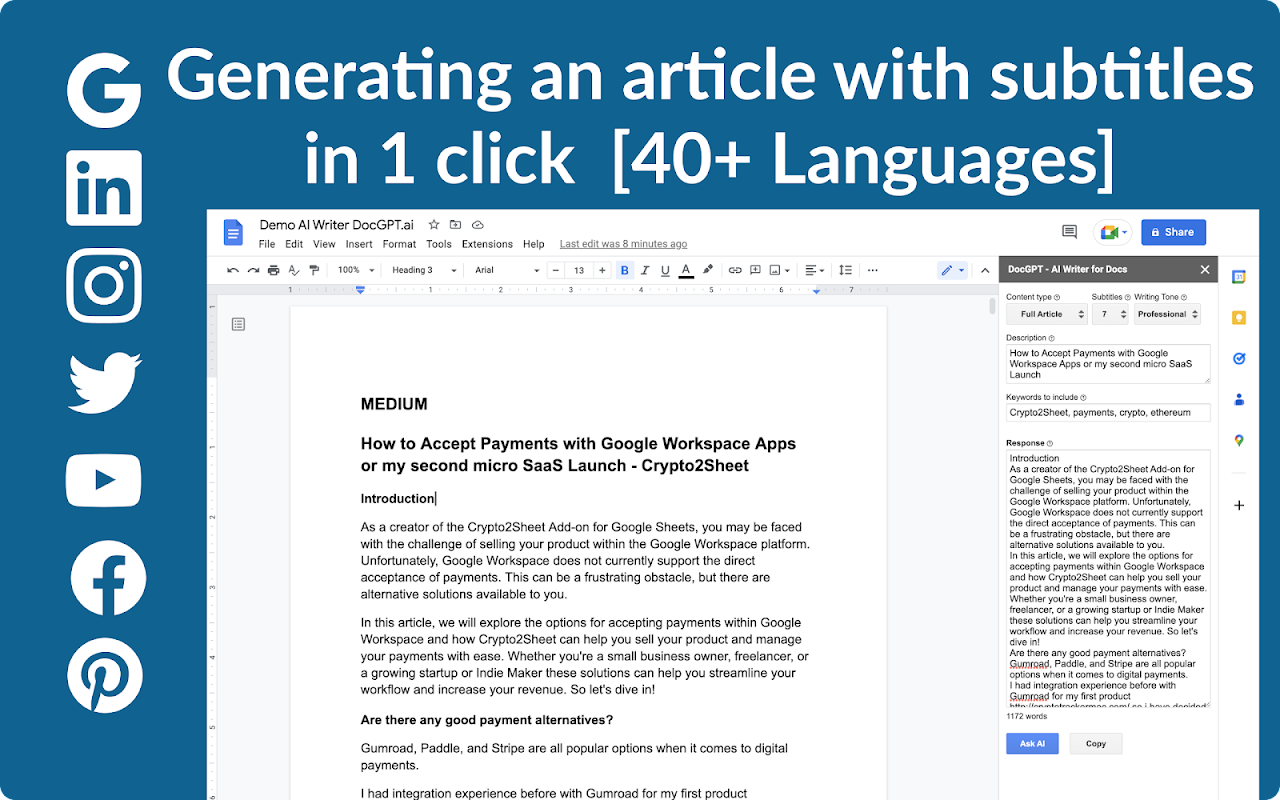 Generating an article with subtitles
in 1 click [40+ Languages]
in
Demo AI Writer DocGPT.ai
File Edit View Insert Format Tools Extensions Help Last edit was 8 minutes ago
Share
100% Heading 3 Arial − 13 + B I U A
DocGPT - AI Writer for Docs
1 1 2 3 4 5 6 7
Content type Subtitles Writing Tone
Full Article 7 Professional
Description
How to Accept Payments with Google
Workspace Apps or my second micro SaaS
Launch
Keywords to include
Crypto2Sheet, payments, crypto, ethereum
Response
Introduction
As a creator of the Crypto2Sheet Add-on for
Google Sheets, you may be faced with the
challenge of selling your product within the
Google Workspace platform. Unfortunately,
Google Workspace does not currently support
the direct acceptance of payments. This can
be a frustrating obstacle, but there are
alternative solutions available to you.
In this article, we will explore the options for
accepting payments within Google Workspace
and how Crypto2Sheet can help you sell your
product and manage your payments with ease.
Whether you're a small business owner,
freelancer, or a growing startup or Indie Maker
these solutions can help you streamline your
workflow and increase your revenue. So let's
dive in!
Are there any good payment alternatives?
Gumroad, Paddle, and Stripe are all popular
options when it comes to digital payments.
I had integration experience before with
Gumroad for my first product
1172 words
Ask AI Copy
MEDIUM
How to Accept Payments with Google Workspace Apps
or my second micro SaaS Launch - Crypto2Sheet
Introduction
As a creator of the Crypto2Sheet Add-on for Google Sheets, you may be faced
with the challenge of selling your product within the Google Workspace platform.
Unfortunately, Google Workspace does not currently support the direct
acceptance of payments. This can be a frustrating obstacle, but there are
alternative solutions available to you.
In this article, we will explore the options for accepting payments within Google
Workspace and how Crypto2Sheet can help you sell your product and manage
your payments with ease. Whether you're a small business owner, freelancer, or
a growing startup or Indie Maker these solutions can help you streamline your
workflow and increase your revenue. So let's dive in!
Are there any good payment alternatives?
Gumroad, Paddle, and Stripe are all popular options when it comes to digital
payments.
I had integration experience before with Gumroad for my first product